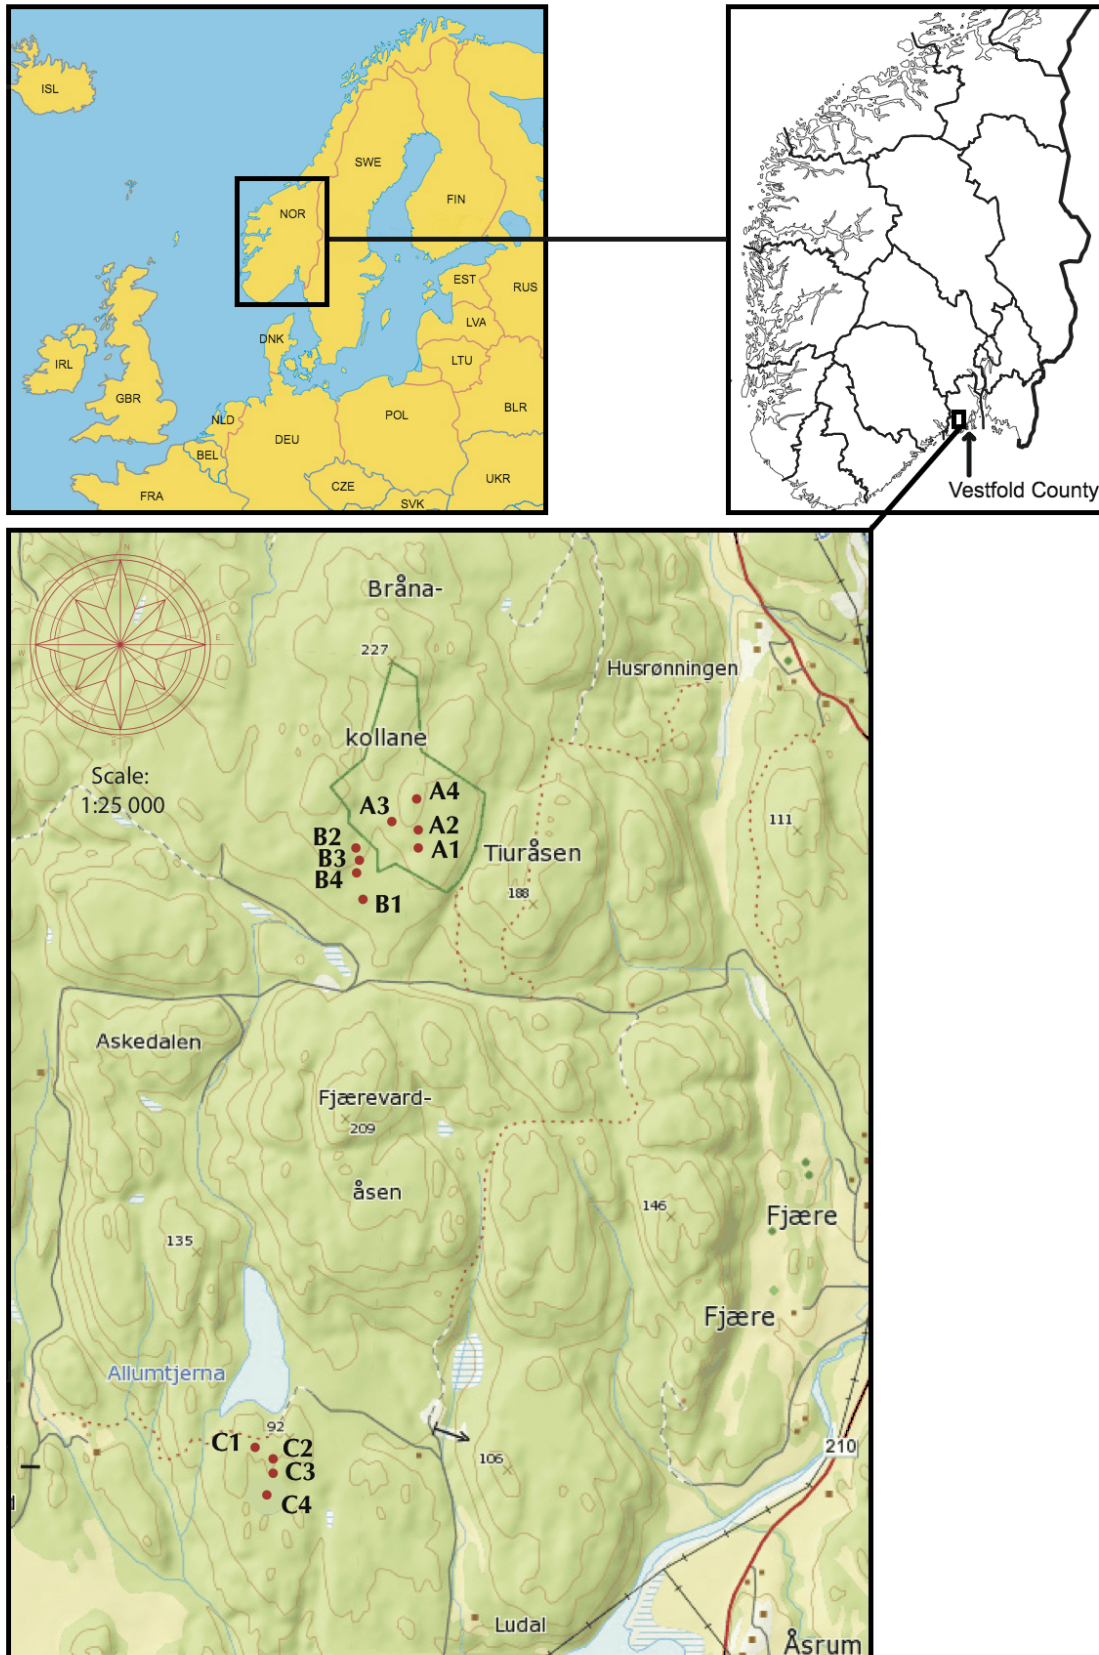 ISL
SWE
NOR
FIN
EST
RUS
DNK
LVA
LTU
IRL
GBR
NLD
POL
BLR
DEU
BEL
CZE
UKR
FRA
SVK
Vestfold County
N
Bråna-
W
E
227
Husrønningen
S
kollane
Scale:
1:25 000
A4
A3
A2
111
B2
A1
Tiuråsen
B3
B4
188
B1
Askedalen
Fjærevard-
209
åsen
146
Fjære
135
Fjære
Allumtjerna
92
C1
C2
210
C3
106
C4
Ludal
Åsrum